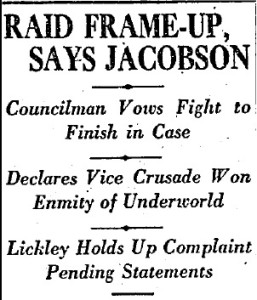 RAID FRAME-UP,
SAYS JACOBSON
Councilman Vows Fight to
Finish in Case
Declares Vice Crusade Won
Enmity of Underworld
Lickley Holds Up Complaint
Pending Statements